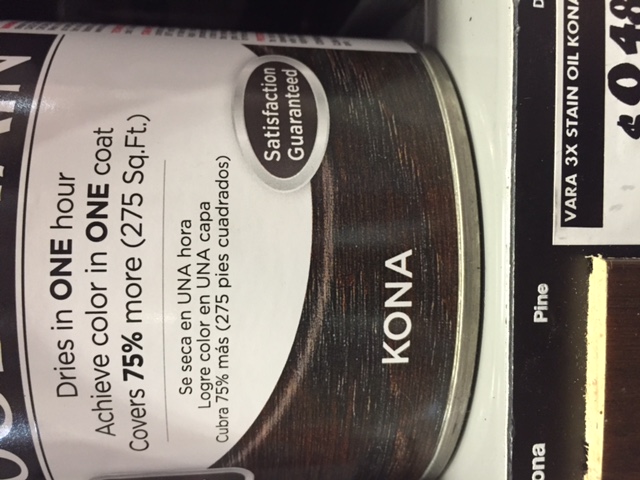 Dries in ONE hour
Achieve color in ONE coat
Covers 75% more (275 Sq.Ft.)
Se seca en UNA hora
Logre color en UNA capa
Cubra 75% más (275 pies cuadrados)
Satisfaction
Guaranteed
KONA
VARA 3X STAIN OIL KONA
Pine